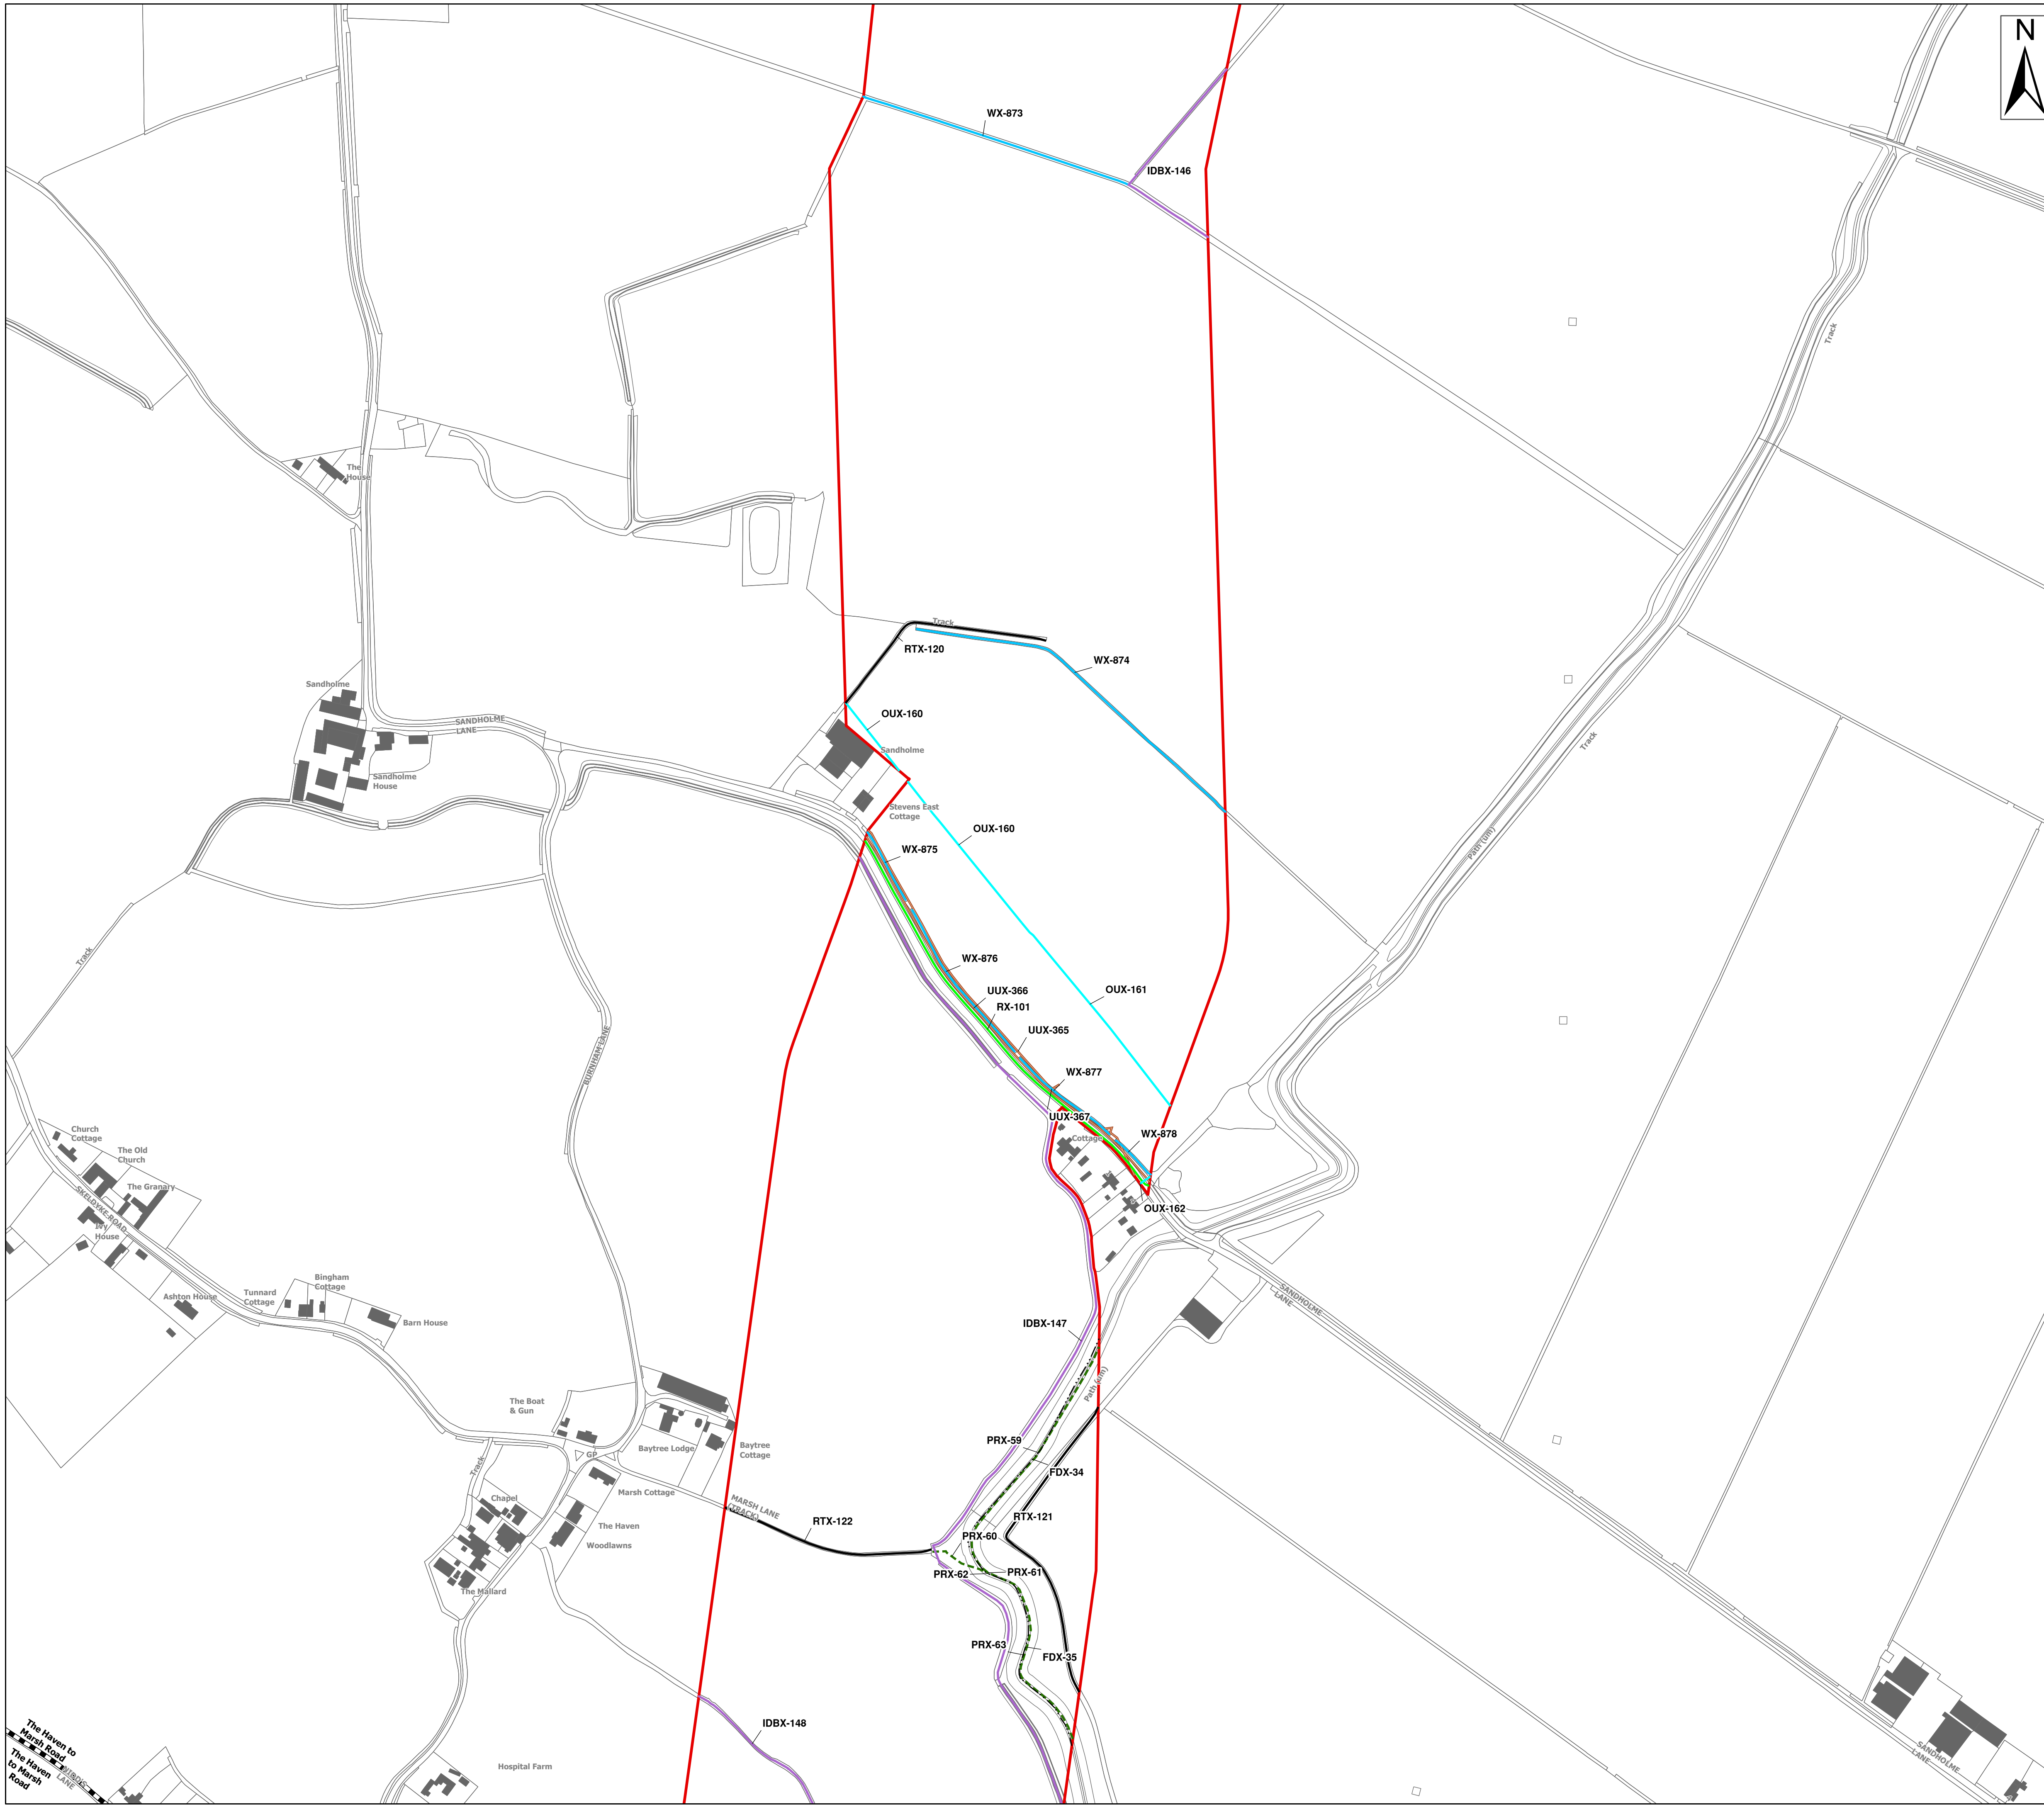 N
WX-873
IDBX-146
Track
The
House
Track
RTX-120
WX-874
Sandholme
OUX-160
SANDHOLME
LANE
Sandholme
Track
Sandholme
House
Stevens East
Cottage
OUX-160
Path (um)
WX-875
Track
WX-876
UUX-366
OUX-161
RX-101
UUX-365
BURNHAM LANE
WX-877
UUX-367
Church
Cottage
Cottage
WX-878
The Old
Church
The Granary
SKELDYKE ROAD
Ivy
House
OUX-162
Bingham
Cottage
Tunnard
Cottage
Ashton House
SANDHOLME
LANE
Barn House
IDBX-147
Path (um)
The Boat
& Gun
PRX-59
Baytree Lodge
Baytree
Cottage
GP
Track
FDX-34
Marsh Cottage
Chapel
MARSH LANE
(TRACK)
RTX-122
RTX-121
The Haven
PRX-60
Woodlawns
PRX-62
PRX-61
The Mallard
PRX-63
FDX-35
IDBX-148
The Haven to
Marsh Road
The Haven
to Marsh
Road
LANE
Hospital Farm
SANDHOLME
LANE